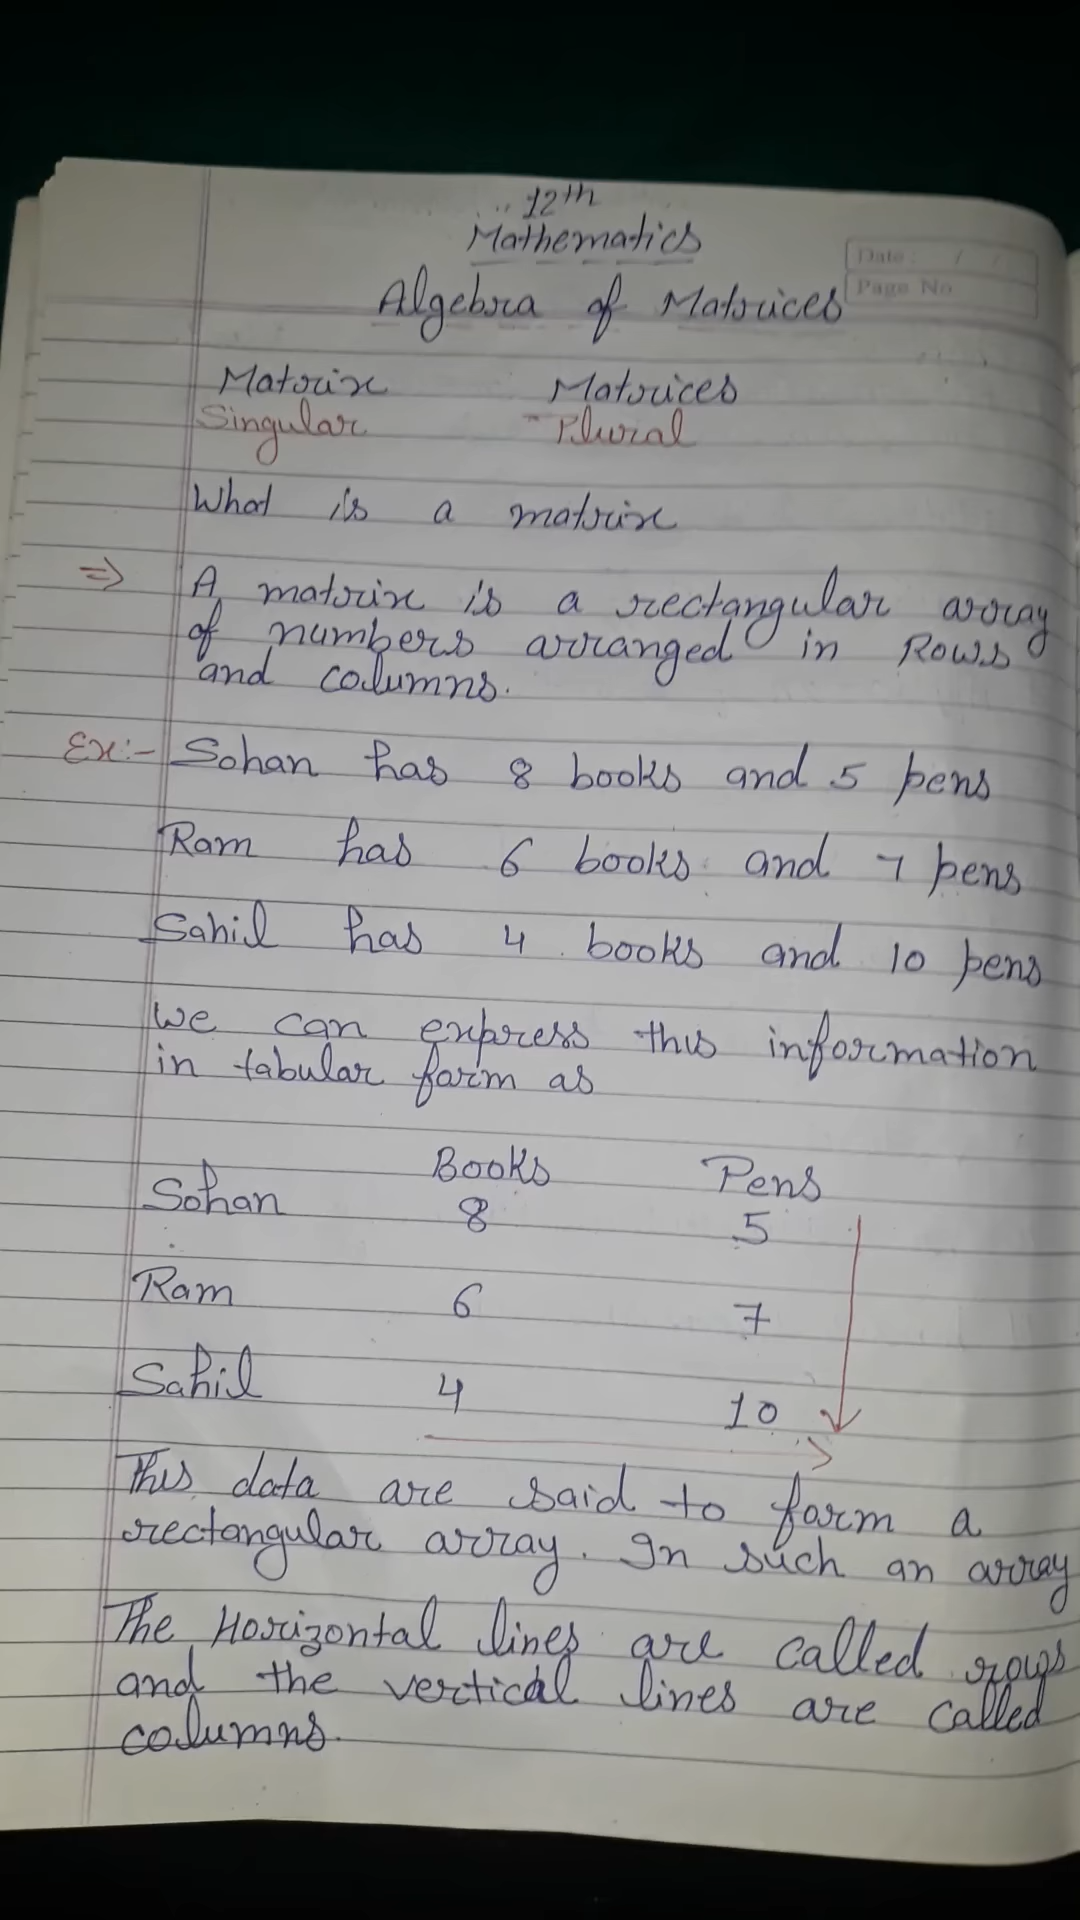 12th
Mathematics
Date : / /
Page No
Algebra of Matrices
Matrix Matrices
Singular Plural
What is a matrix
⇒ A matrix is a rectangular array
of numbers arranged in Rows
and columns.
Ex:- Sohan has 8 books and 5 pens
Ram has 6 books and 7 pens
Sahil has 4 books and 10 pens
We can express this information
in tabular form as
Books Pens
Sohan 8 5
Ram 6 7
Sahil 4 10
This data are said to form a
rectangular array. In such an array
The Horizontal lines are called rows
and the vertical lines are called
columns.